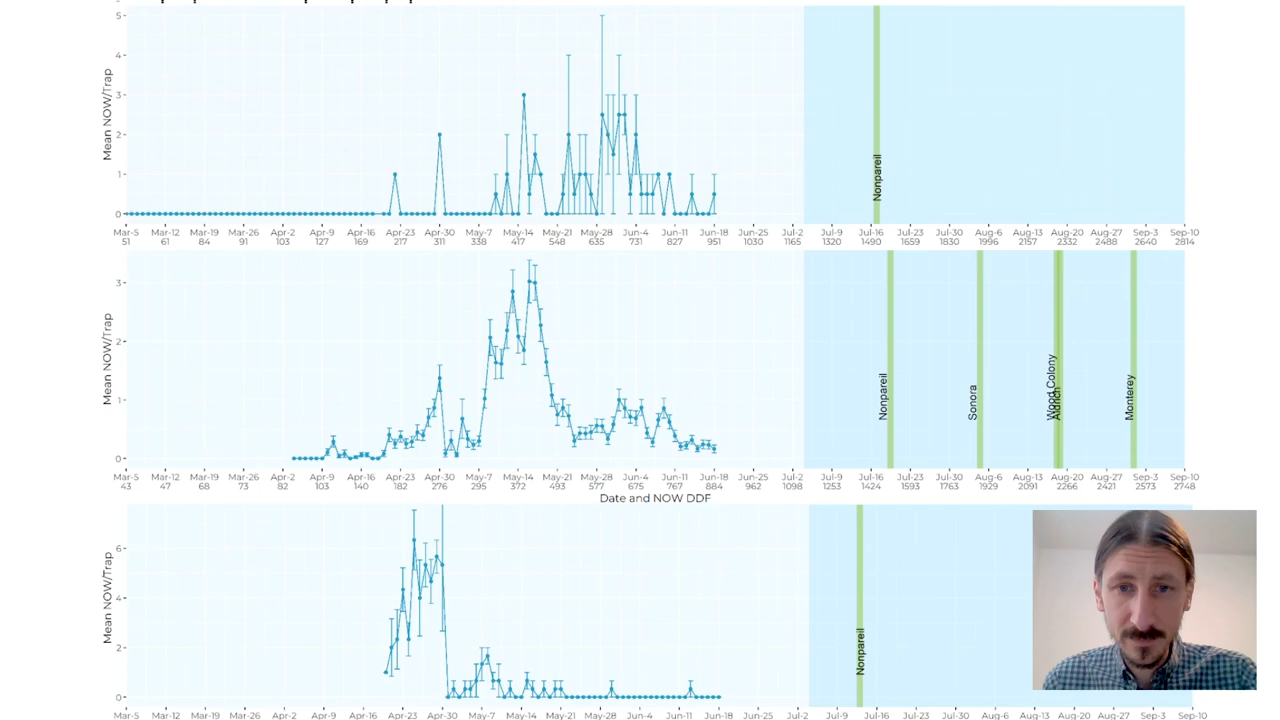 5
4
3
2
1
0
Mean NOW/Trap
Nonpareil
Mar-5 Mar-12 Mar-19 Mar-26 Apr-2 Apr-9 Apr-16 Apr-23 Apr-30 May-7 May-14 May-21 May-28 Jun-4 Jun-11 Jun-18 Jun-25 Jul-2 Jul-9 Jul-16 Jul-23 Jul-30 Aug-6 Aug-13 Aug-20 Aug-27 Sep-3 Sep-10
51 61 84 91 103 127 169 217 311 338 417 548 635 731 827 951 1030 1165 1320 1490 1659 1830 1996 2157 2332 2488 2640 2814
3
2
1
0
Mean NOW/Trap
Nonpareil
Sonora
Wood Colony
Aldrich
Monterey
Mar-5 Mar-12 Mar-19 Mar-26 Apr-2 Apr-9 Apr-16 Apr-23 Apr-30 May-7 May-14 May-21 May-28 Jun-4 Jun-11 Jun-18 Jun-25 Jul-2 Jul-9 Jul-16 Jul-23 Jul-30 Aug-6 Aug-13 Aug-20 Aug-27 Sep-3 Sep-10
43 47 68 73 82 103 140 182 276 295 372 493 577 675 767 884 962 1098 1253 1424 1593 1763 1929 2091 2266 2421 2573 2748
Date and NOW DDF
6
4
2
0
Mean NOW/Trap
Nonpareil
Mar-5 Mar-12 Mar-19 Mar-26 Apr-2 Apr-9 Apr-16 Apr-23 Apr-30 May-7 May-14 May-21 May-28 Jun-4 Jun-11 Jun-18 Jun-25 Jul-2 Jul-9 Jul-16 Jul-23 Jul-30 Aug-6 Aug-13 Aug-20 Aug-27 Sep-3 Sep-10